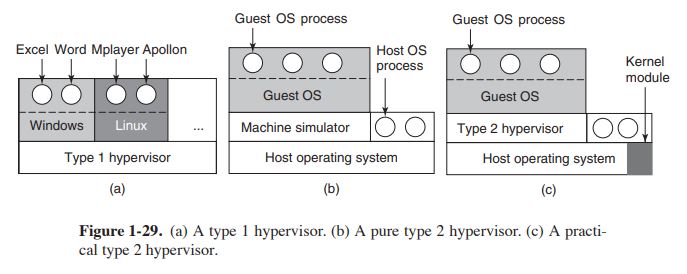 Guest OS process
Guest OS process
Excel Word Mplayer Apollon
Host OS
process
Kernel
module
Guest OS
Guest OS
Windows
Linux
...
Machine simulator
Type 2 hypervisor
Type 1 hypervisor
Host operating system
Host operating system
(a)
(b)
(c)
Figure 1-29. (a) A type 1 hypervisor. (b) A pure type 2 hypervisor. (c) A practi-
cal type 2 hypervisor.